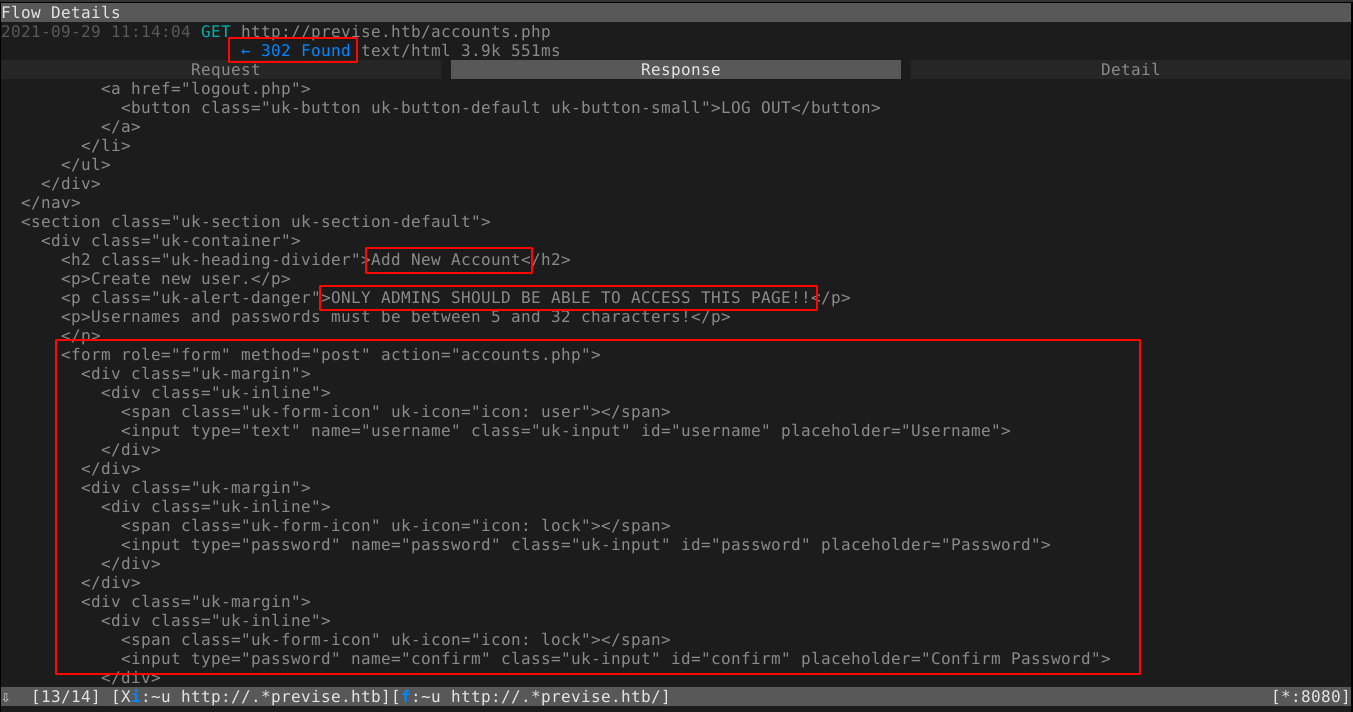 Flow Details
2021-09-29 11:14:04 GET http://previse.htb/accounts.php
← 302 Found text/html 3.9k 551ms
Request Response Detail
<a href="logout.php">
<button class="uk-button uk-button-default uk-button-small">LOG OUT</button>
</a>
</li>
</ul>
</div>
</nav>
<section class="uk-section uk-section-default">
<div class="uk-container">
<h2 class="uk-heading-divider">Add New Account</h2>
<p>Create new user.</p>
<p class="uk-alert-danger">ONLY ADMINS SHOULD BE ABLE TO ACCESS THIS PAGE!!</p>
<p>Usernames and passwords must be between 5 and 32 characters!</p>
</p>
<form role="form" method="post" action="accounts.php">
<div class="uk-margin">
<div class="uk-inline">
<span class="uk-form-icon" uk-icon="icon: user"></span>
<input type="text" name="username" class="uk-input" id="username" placeholder="Username">
</div>
</div>
<div class="uk-margin">
<div class="uk-inline">
<span class="uk-form-icon" uk-icon="icon: lock"></span>
<input type="password" name="password" class="uk-input" id="password" placeholder="Password">
</div>
</div>
<div class="uk-margin">
<div class="uk-inline">
<span class="uk-form-icon" uk-icon="icon: lock"></span>
<input type="password" name="confirm" class="uk-input" id="confirm" placeholder="Confirm Password">
</div>
⇩ [13/14] [Xi:~u http://.*previse.htb][f:~u http://.*previse.htb/] [*:8080]